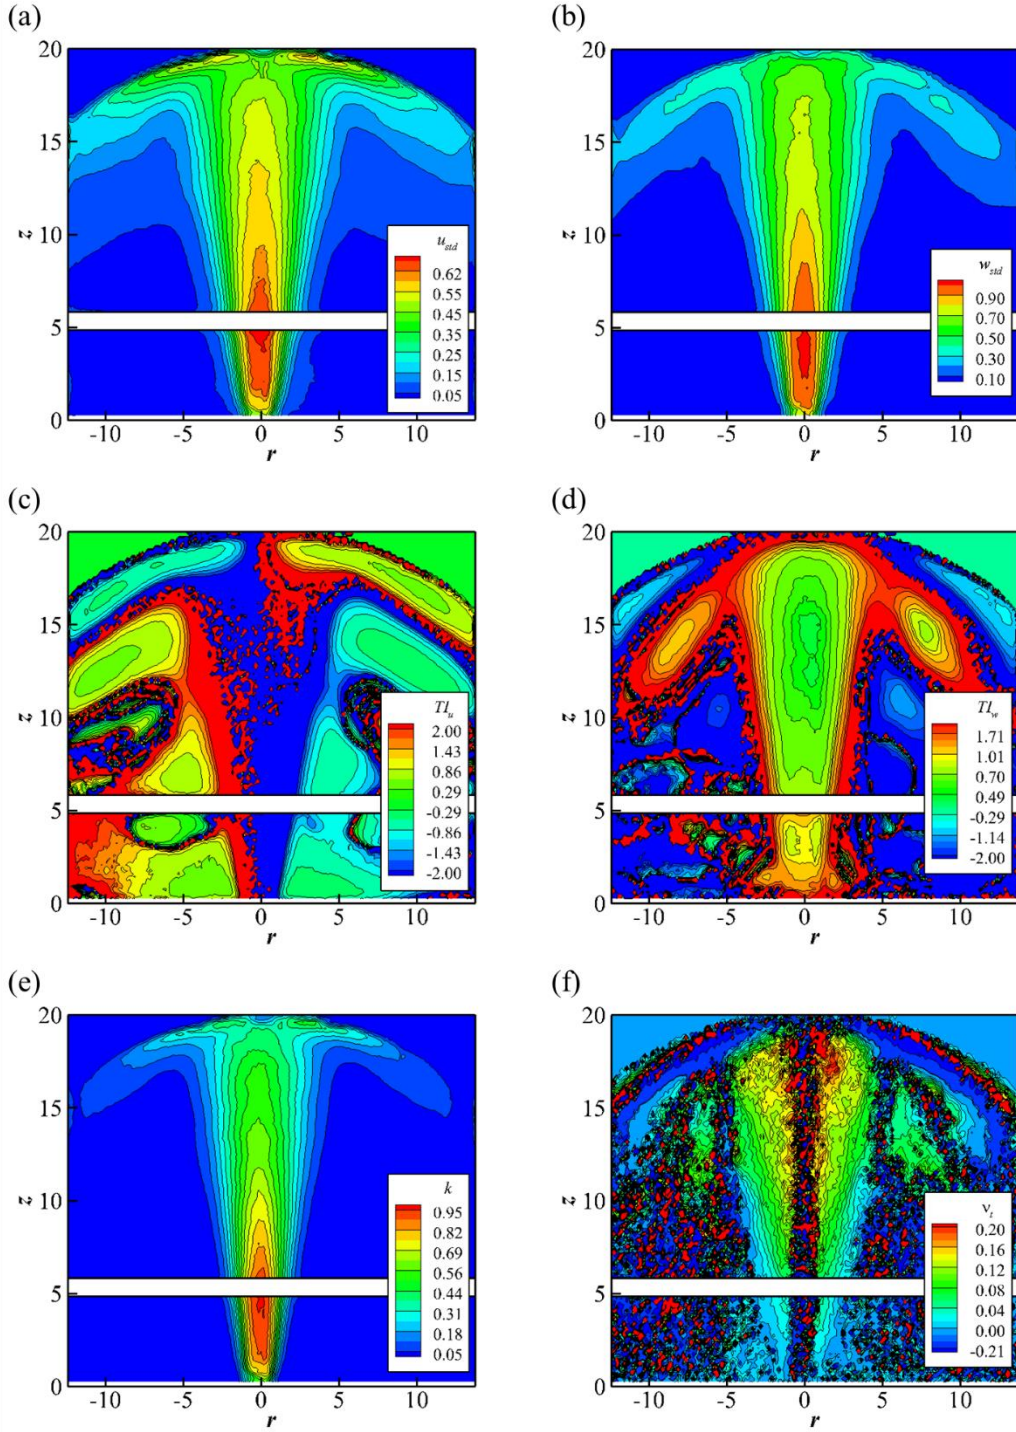 (a)
(b)
20
15
10
5
0
z
-10 -5 0 5 10
r
u_std
0.62
0.55
0.45
0.35
0.25
0.15
0.05
20
15
10
5
0
z
-10 -5 0 5 10
r
w_std
0.90
0.70
0.50
0.30
0.10
(c)
(d)
20
15
10
5
0
z
-10 -5 0 5 10
r
TI_u
2.00
1.43
0.86
0.29
-0.29
-0.86
-1.43
-2.00
20
15
10
5
0
z
-10 -5 0 5 10
r
TI_w
1.71
1.01
0.70
0.49
-0.29
-1.14
-2.00
(e)
(f)
20
15
10
5
0
z
-10 -5 0 5 10
r
k
0.95
0.82
0.69
0.56
0.44
0.31
0.18
0.05
20
15
10
5
0
z
-10 -5 0 5 10
r
ν_t
0.20
0.16
0.12
0.08
0.04
0.00
-0.21